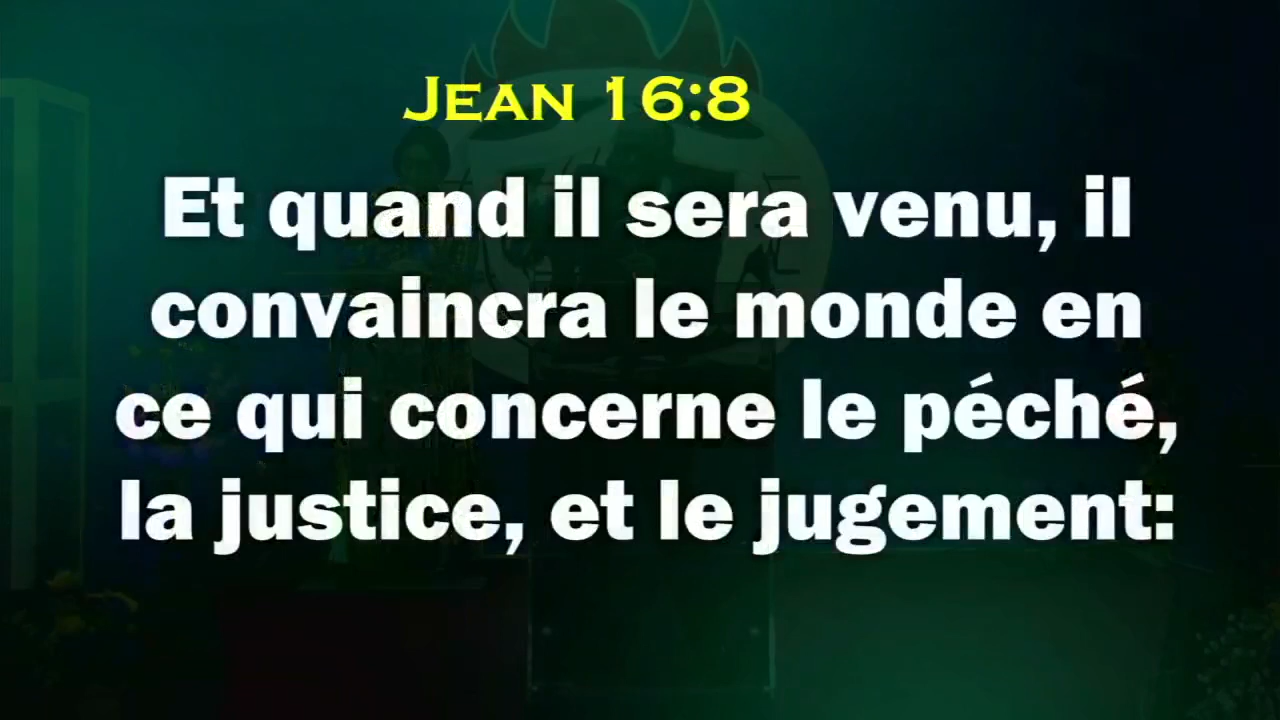 Jean 16:8
Et quand il sera venu, il
convaincra le monde en
ce qui concerne le péché,
la justice, et le jugement: